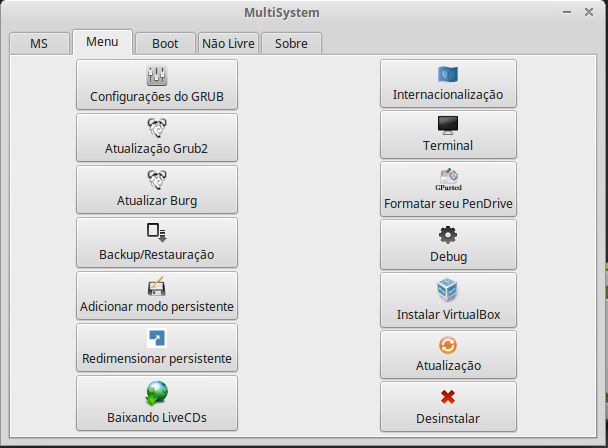 MultiSystem
MS
Menu
Boot
Não Livre
Sobre
Configurações do GRUB
Atualização Grub2
Atualizar Burg
Backup/Restauração
Adicionar modo persistente
Redimensionar persistente
Baixando LiveCDs
Internacionalização
Terminal
GParted
Formatar seu PenDrive
Debug
Instalar VirtualBox
Atualização
Desinstalar